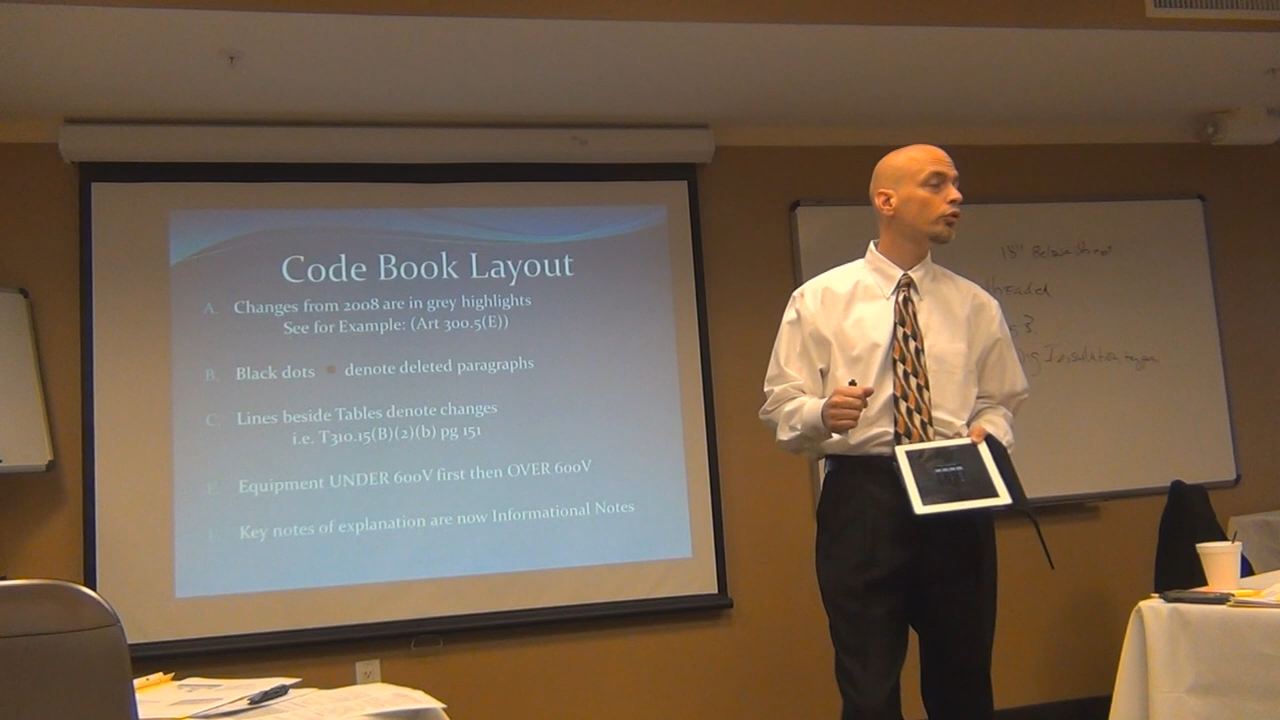 Code Book Layout
A. Changes from 2008 are in grey highlights
See for Example: (Art 300.5(E))
B. Black dots • denote deleted paragraphs
C. Lines beside Tables denote changes
i.e. T310.15(B)(2)(b) pg 151
E. Equipment UNDER 600V first then OVER 600V
Key notes of explanation are now Informational Notes
18"